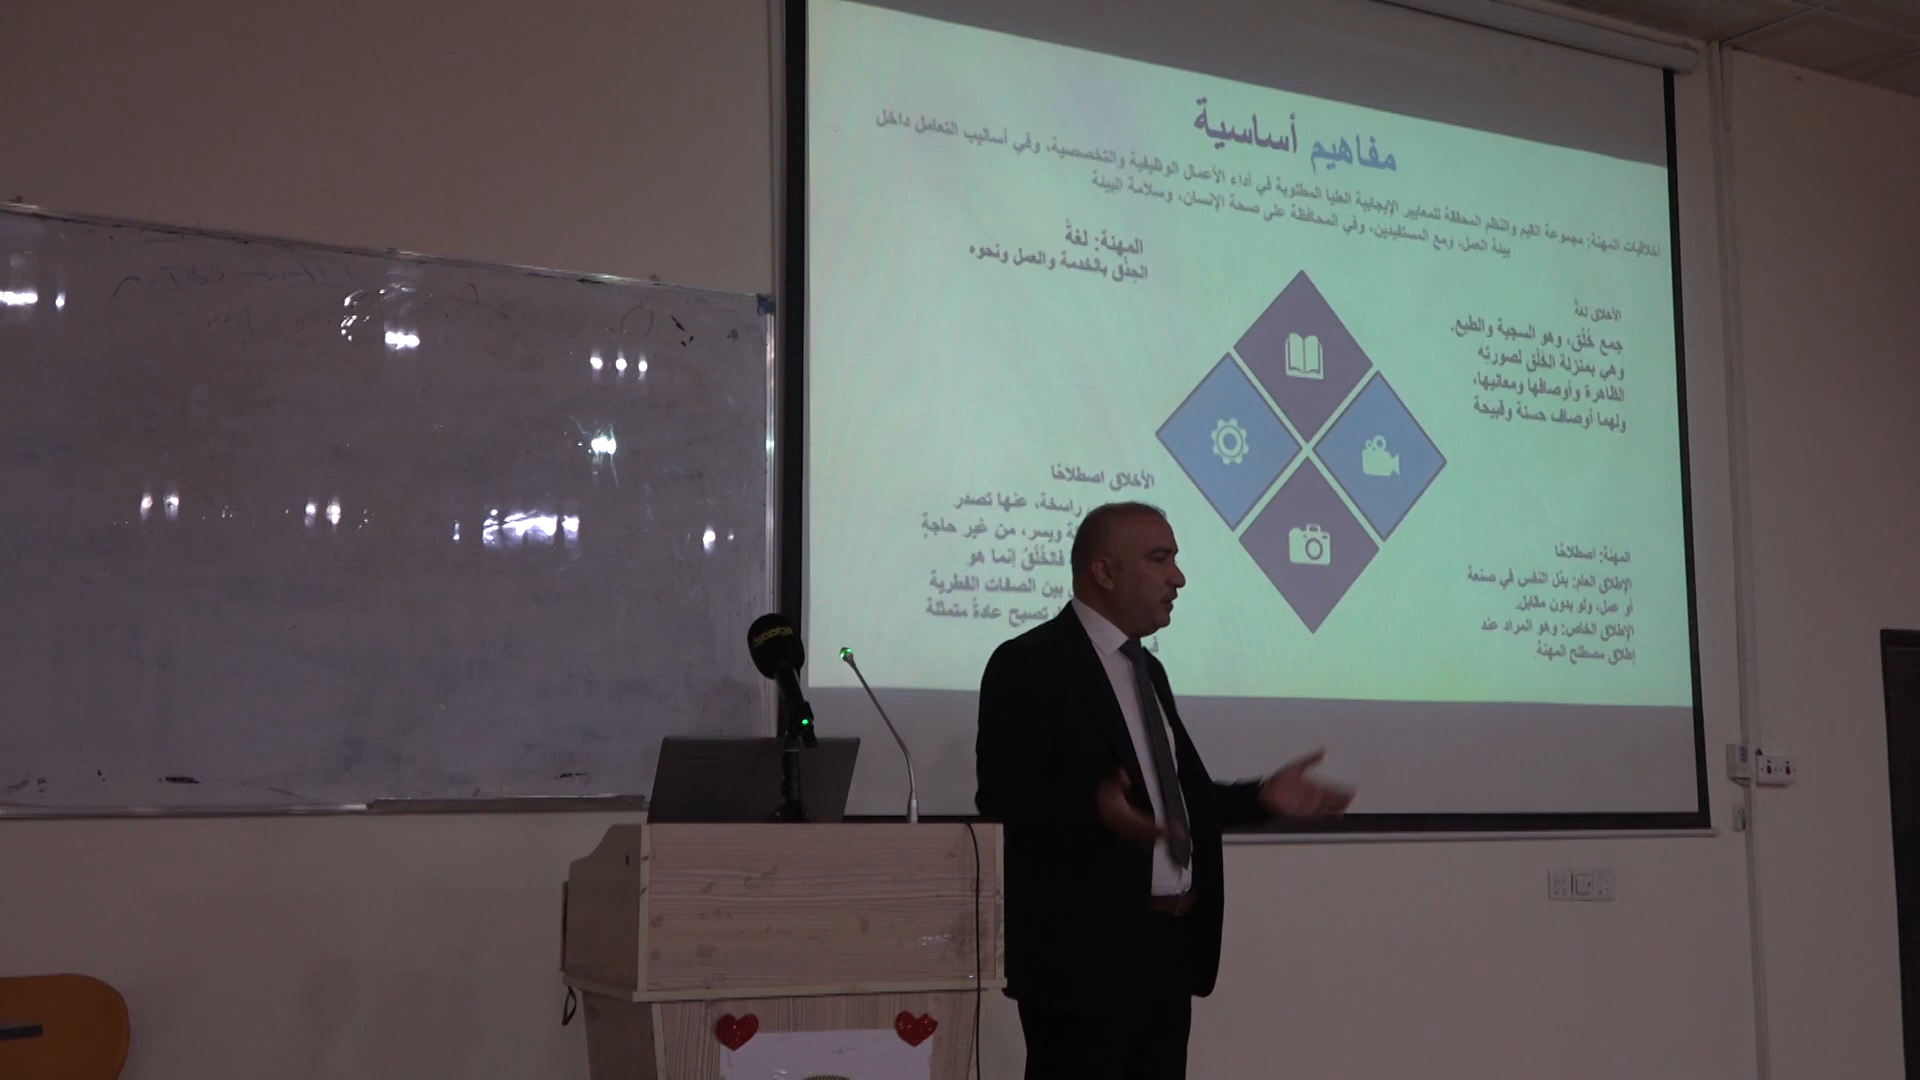 مفاهيم أساسية
أخلاقيات المهنة: مجموعة القيم والنظم المحققة للمعايير الإيجابية العليا المطلوبة في أداء الأعمال الوظيفية والتخصصية، وفي أساليب التعامل داخل
بيئة العمل، ومع المستفيدين، وفي المحافظة على صحة الإنسان، وسلامة البيئة
الأخلاق لغةً
جمع خُلُق، وهو السجية والطبع.
وهي بمنزلة الخَلْق لصورته
الظاهرة وأوصافها ومعانيها،
ولهما أوصاف حسنة وقبيحة
المهنة: لغةً
الحِذْق بالخدمة والعمل ونحوه
المهنة: اصطلاحًا
الإطلاق العام: بذل النفس في صنعة
أو عمل، ولو بدون مقابل.
الإطلاق الخاص: وهو المراد عند
إطلاق مصطلح المهنة
الأخلاق اصطلاحًا
راسخة، عنها تصدر
ويسر، من غير حاجةٍ
فالخُلُقُ إنما هو
بين الصفات الفطرية
تصبح عادةً متمثلة